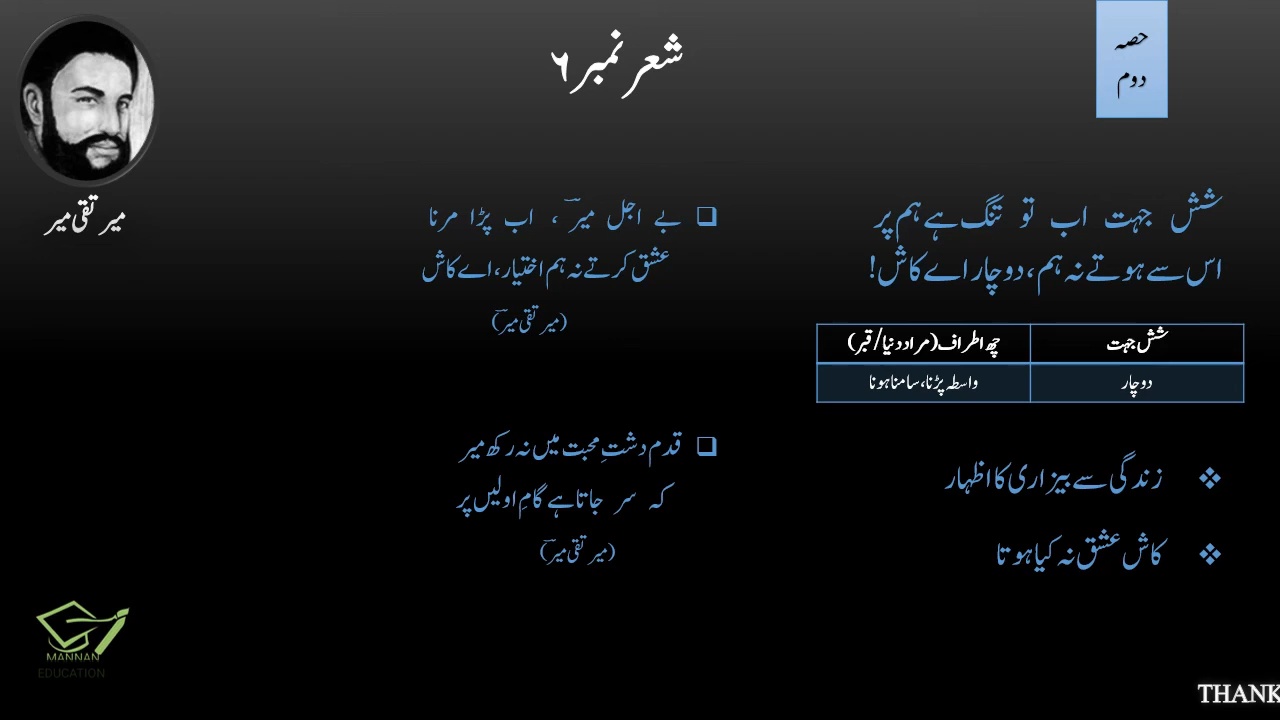 حصہ
دوم
شعر نمبر ۶
میر تقی میر
شش جہت اب تو تنگ ہے ہم پر
اس سے ہوتے نہ ہم، دوچار اے کاش!
شش جہت
چھ اطراف (مراد دنیا/قبر)
دوچار
واسطہ پڑنا، سامنا ہونا
❖ زندگی سے بیزاری کا اظہار
❖ کاش عشق نہ کیا ہوتا
❑ بے اجل میرؔ ، اب پڑا مرنا
عشق کرتے نہ ہم اختیار، اے کاش
(میر تقی میرؔ)
❑ قدم دشتِ محبت میں نہ رکھ میر
کہ سر جاتا ہے گامِ اولیں پر
(میر تقی میرؔ)
MANNAN
EDUCATION
THANK